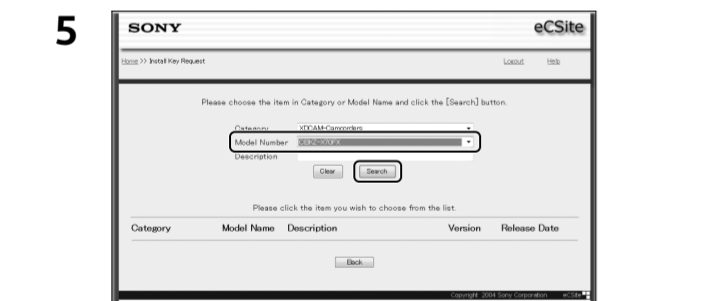 5
SONY
eCSite
Home >> Install Key Request
Logout Help
Please choose the item in Category or Model Name and click the [Search] button.
Category XDCAM-Camcorders
Model Number
Description
Clear Search
Please click the item you wish to choose from the list.
Category Model Name Description Version Release Date
Back
Copyright 2004 Sony Corporation eCSite